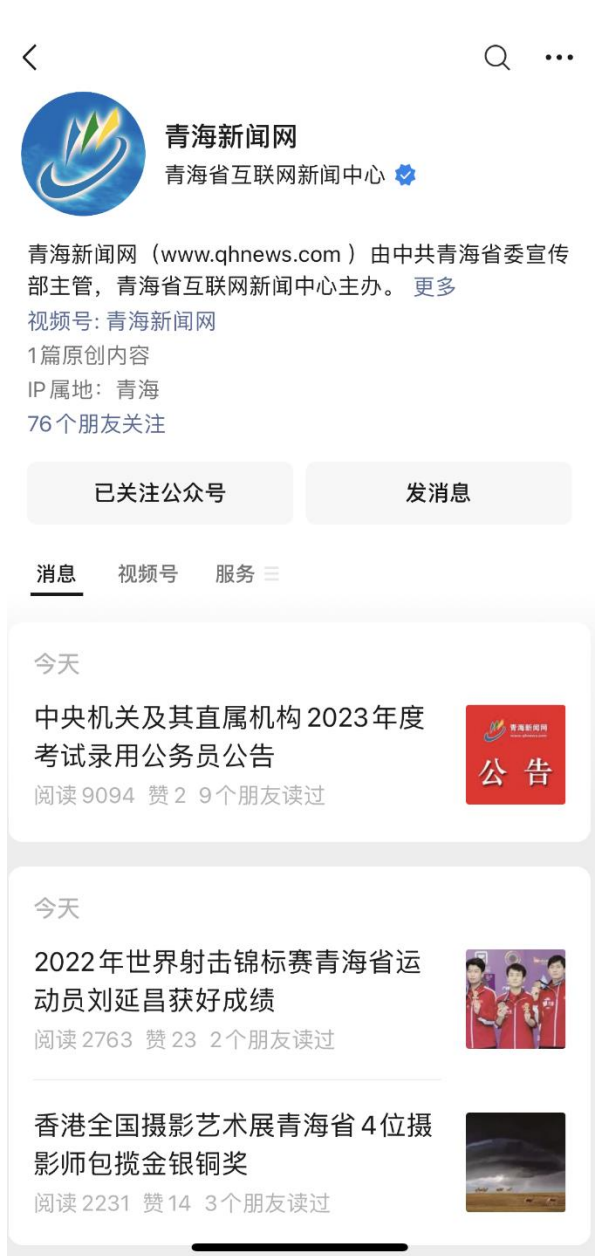 青海新闻网
青海省互联网新闻中心
青海新闻网（www.qhnews.com ）由中共青海省委宣传
部主管，青海省互联网新闻中心主办。 更多
视频号: 青海新闻网
1篇原创内容
IP 属地：青海
76个朋友关注
已关注公众号 发消息
消息 视频号 服务
今天
中央机关及其直属机构2023年度
考试录用公务员公告
阅读9094 赞2 9个朋友读过
青海新闻网
公告
今天
2022年世界射击锦标赛青海省运
动员刘延昌获好成绩
阅读2763 赞23 2个朋友读过
香港全国摄影艺术展青海省4位摄
影师包揽金银铜奖
阅读2231 赞14 3个朋友读过